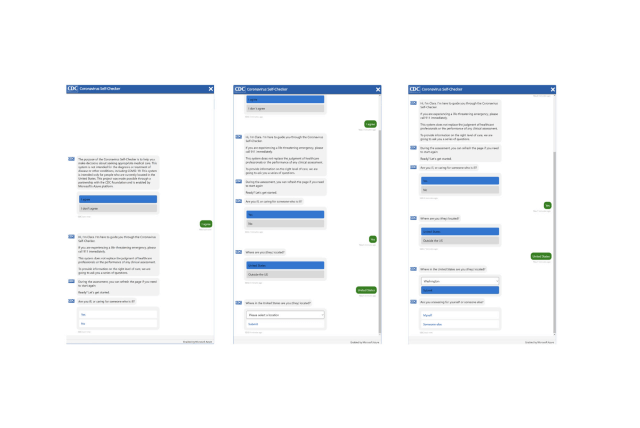 CDC Coronavirus Self-Checker
The purpose of the Coronavirus Self-Checker is to help you
make decisions about seeking appropriate medical care. This
system is not intended for the diagnosis or treatment of
disease or other conditions, including COVID-19. This system
is intended only for people who are currently located in the
United States. This project was made possible through a
partnership with the CDC Foundation and is enabled by
Microsoft's Azure platform.
I agree
I don't agree
I agree
Hi, I'm Clara. I'm here to guide you through the Coronavirus
Self-Checker.
If you are experiencing a life-threatening emergency, please
call 911 immediately.
This system does not replace the judgment of healthcare
professionals or the performance of any clinical assessment.
To provide information on the right level of care, we are
going to ask you a series of questions.
During the assessment, you can refresh the page if you need
to start again.
Ready? Let's get started.
Are you ill, or caring for someone who is ill?
Yes
No
CDC Coronavirus Self-Checker
I agree
I don't agree
I agree
Hi, I'm Clara. I'm here to guide you through the Coronavirus
Self-Checker.
If you are experiencing a life-threatening emergency, please
call 911 immediately.
This system does not replace the judgment of healthcare
professionals or the performance of any clinical assessment.
To provide information on the right level of care, we are
going to ask you a series of questions.
During the assessment, you can refresh the page if you need
to start again.
Ready? Let's get started.
Are you ill, or caring for someone who is ill?
Yes
No
Yes
Where are you (they) located?
United States
Outside the US
United States
Where in the United States are you (they) located?
Please select a location
Submit
CDC Coronavirus Self-Checker
Hi, I'm Clara. I'm here to guide you through the Coronavirus
Self-Checker.
If you are experiencing a life-threatening emergency, please
call 911 immediately.
This system does not replace the judgment of healthcare
professionals or the performance of any clinical assessment.
To provide information on the right level of care, we are
going to ask you a series of questions.
During the assessment, you can refresh the page if you need
to start again.
Ready? Let's get started.
Are you ill, or caring for someone who is ill?
Yes
No
Yes
Where are you (they) located?
United States
Outside the US
United States
Where in the United States are you (they) located?
Washington
Submit
Are you answering for yourself or someone else?
Myself
Someone else